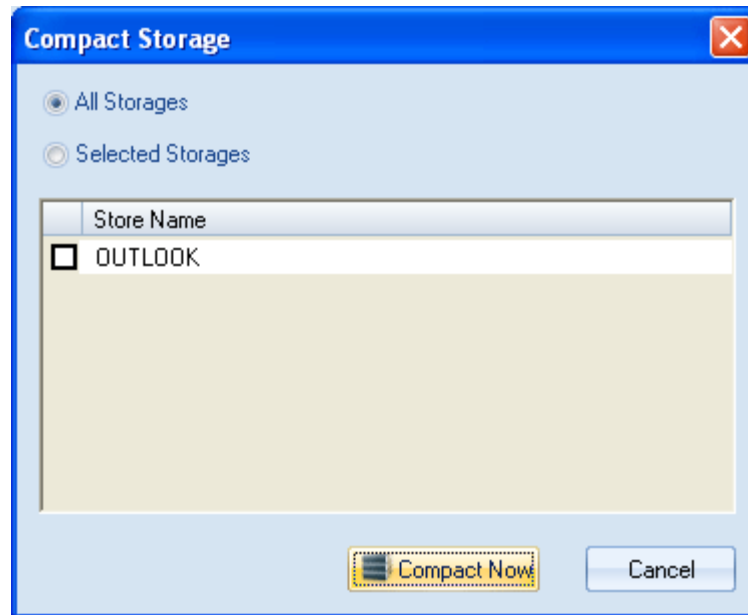 Compact Storage
All Storages
Selected Storages
Store Name
OUTLOOK
Compact Now
Cancel